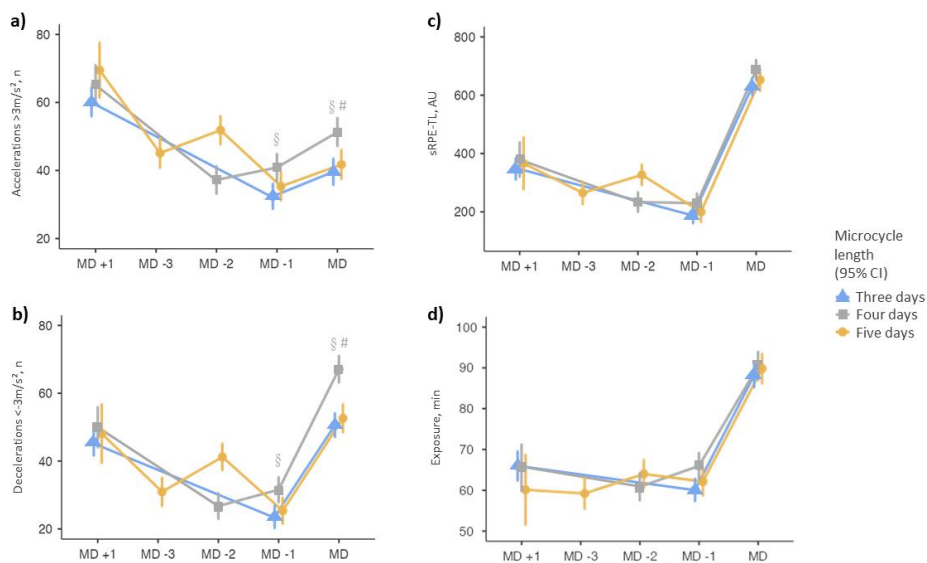 a)
Accelerations >3m/s², n
80
60
40
20
§
§ #
MD +1 MD -3 MD -2 MD -1 MD
c)
sRPE-TL, AU
800
600
400
200
MD +1 MD -3 MD -2 MD -1 MD
b)
Decelerations <-3m/s², n
80
60
40
20
§
§ #
MD +1 MD -3 MD -2 MD -1 MD
d)
Exposure, min
100
90
80
70
60
50
MD +1 MD -3 MD -2 MD -1 MD
Microcycle
length
(95% CI)
Three days
Four days
Five days